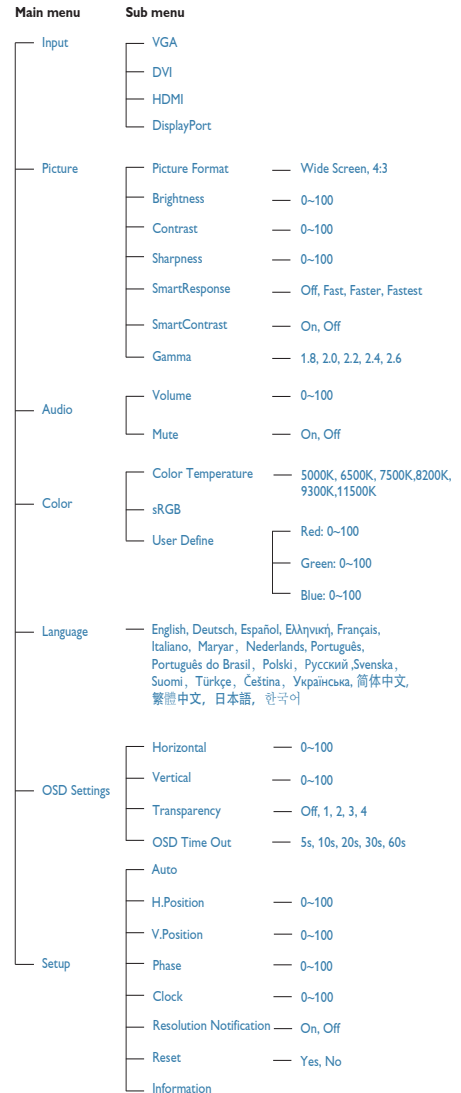 Main menu Sub menu
Input VGA
DVI
HDMI
DisplayPort
Picture Picture Format Wide Screen, 4:3
Brightness 0~100
Contrast 0~100
Sharpness 0~100
SmartResponse Off, Fast, Faster, Fastest
SmartContrast On, Off
Gamma 1.8, 2.0, 2.2, 2.4, 2.6
Audio Volume 0~100
Mute On, Off
Color Color Temperature 5000K, 6500K, 7500K,8200K,
9300K,11500K
sRGB
User Define Red: 0~100
Green: 0~100
Blue: 0~100
Language English, Deutsch, Español, Eλληνική, Français,
Italiano, Maryar, Nederlands, Português,
Português do Brasil, Polski, Русский ,Svenska,
Suomi, Türkçe, Čeština, Українська, 简体中文,
繁體中文, 日本語, 한국어
OSD Settings Horizontal 0~100
Vertical 0~100
Transparency Off, 1, 2, 3, 4
OSD Time Out 5s, 10s, 20s, 30s, 60s
Setup Auto
H.Position 0~100
V.Position 0~100
Phase 0~100
Clock 0~100
Resolution Notification On, Off
Reset Yes, No
Information